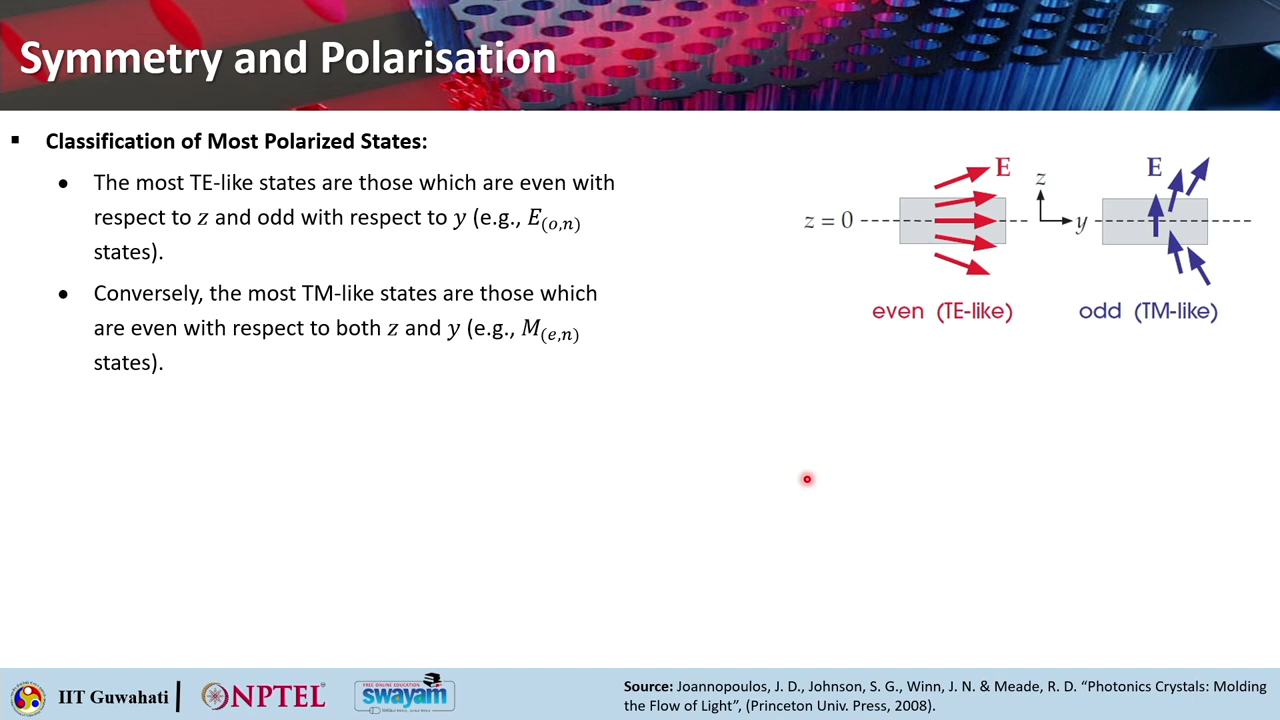 Symmetry and Polarisation
▪ Classification of Most Polarized States:
● The most TE-like states are those which are even with
respect to z and odd with respect to y (e.g., E(o,n)
states).
● Conversely, the most TM-like states are those which
are even with respect to both z and y (e.g., M(e,n)
states).
E
z
E
z = 0
y
even (TE-like)
odd (TM-like)
IIT Guwahati
NPTEL
FREE ONLINE EDUCATION
swayam
Source: Joannopoulos, J. D., Johnson, S. G., Winn, J. N. & Meade, R. D. “Photonics Crystals: Molding
the Flow of Light”, (Princeton Univ. Press, 2008).